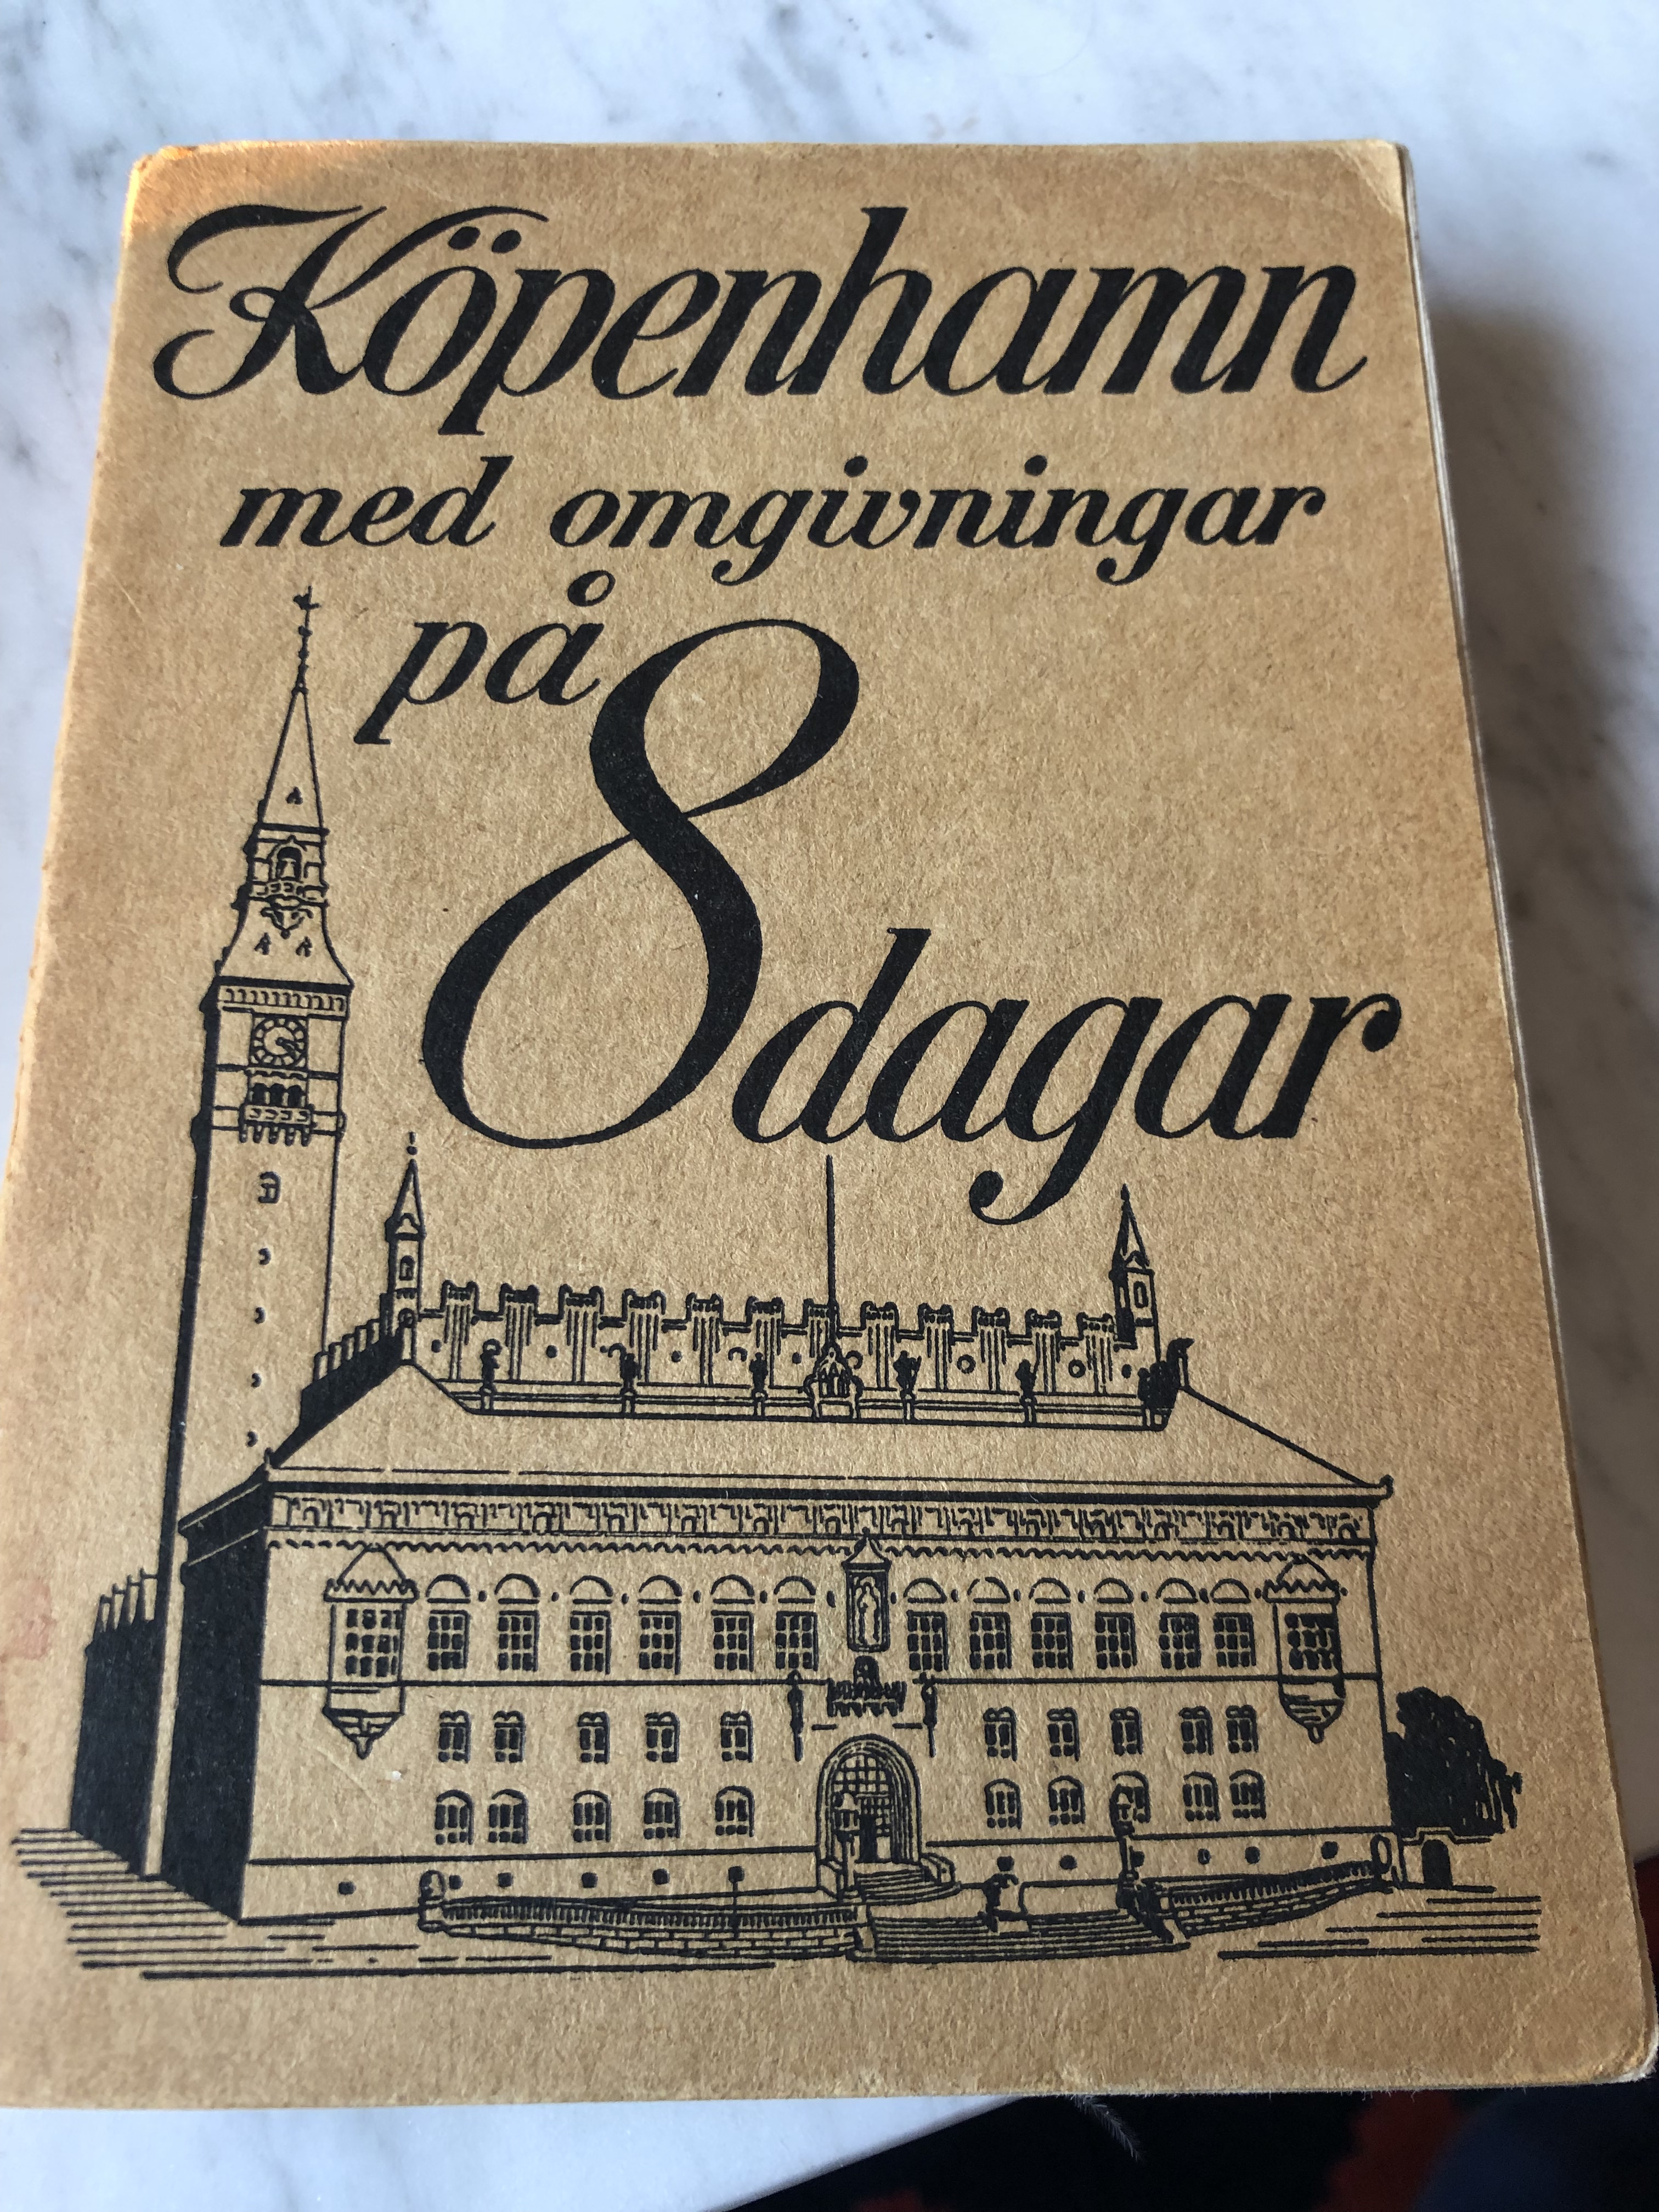 Köpenhamn
med omgivningar
på 8 dagar